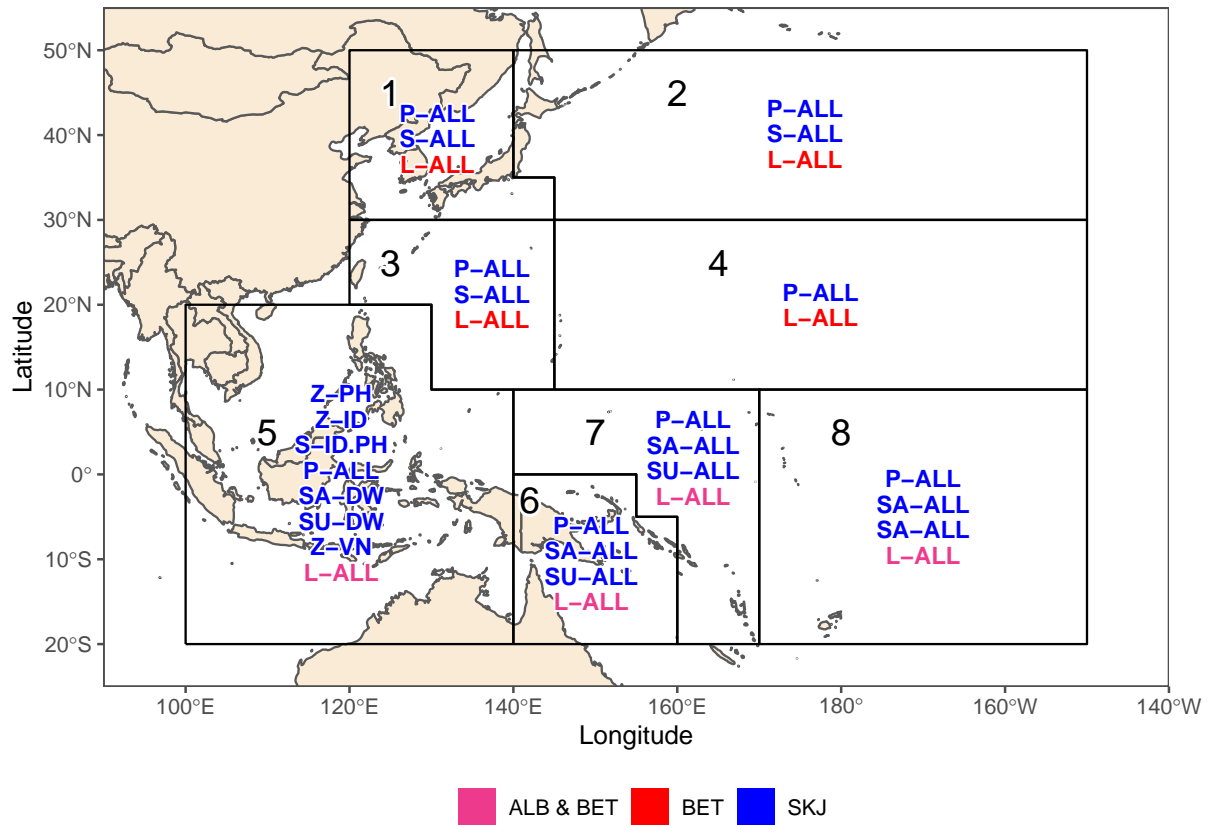 50°N
40°N
30°N
20°N
10°N
0°
10°S
20°S
Latitude
1
P–ALL
S–ALL
L–ALL
2
P–ALL
S–ALL
L–ALL
3
P–ALL
S–ALL
L–ALL
4
P–ALL
L–ALL
5
Z–PH
Z–ID
S–ID.PH
P–ALL
SA–DW
SU–DW
Z–VN
L–ALL
6
P–ALL
SA–ALL
SU–ALL
L–ALL
7
P–ALL
SA–ALL
SU–ALL
L–ALL
8
P–ALL
SA–ALL
SA–ALL
L–ALL
100°E 120°E 140°E 160°E 180° 160°W 140°W
Longitude
ALB & BET BET SKJ